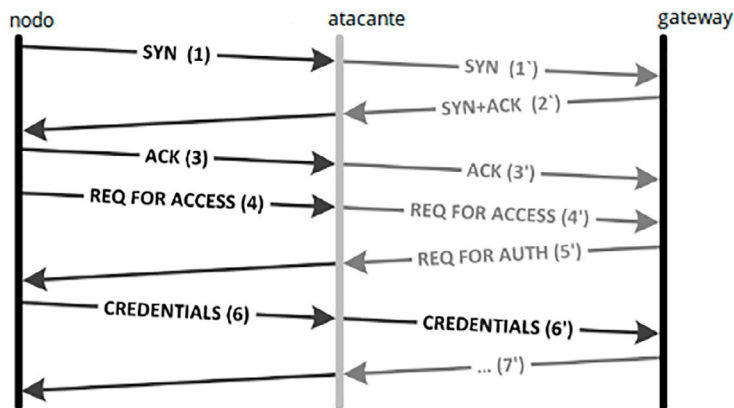 nodo
atacante
gateway
SYN (1)
SYN (1`)
SYN+ACK (2`)
ACK (3)
ACK (3')
REQ FOR ACCESS (4)
REQ FOR ACCESS (4')
REQ FOR AUTH (5')
CREDENTIALS (6)
CREDENTIALS (6')
... (7')